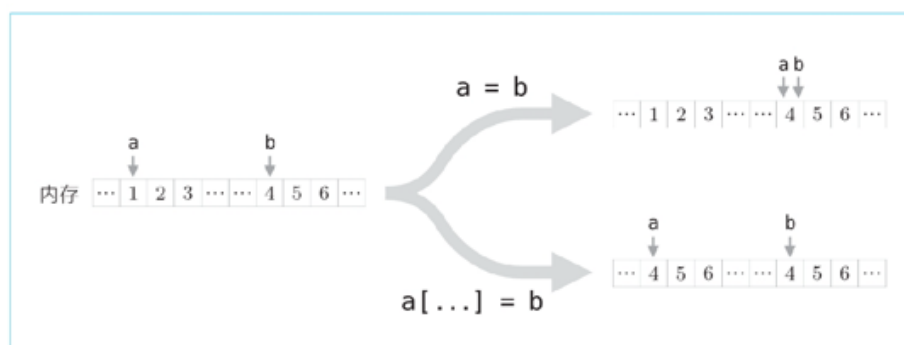 a b
a = b
… 1 2 3 … … 4 5 6 …
a b
内存 … 1 2 3 … … 4 5 6 …
a b
… 4 5 6 … … 4 5 6 …
a[...] = b